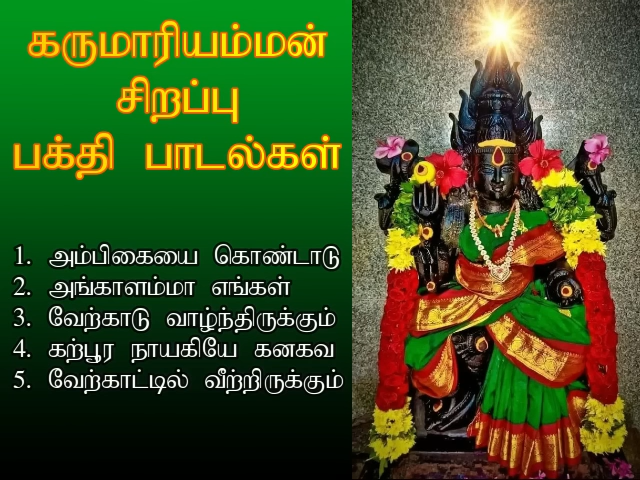 கருமாரியம்மன்
சிறப்பு
பக்தி பாடல்கள்
1. அம்பிகையை கொண்டாடு
2. அங்காளம்மா எங்கள்
3. வேற்காடு வாழ்ந்திருக்கும்
4. கற்பூர நாயகியே கனகவ
5. வேற்காட்டில் வீற்றிருக்கும்